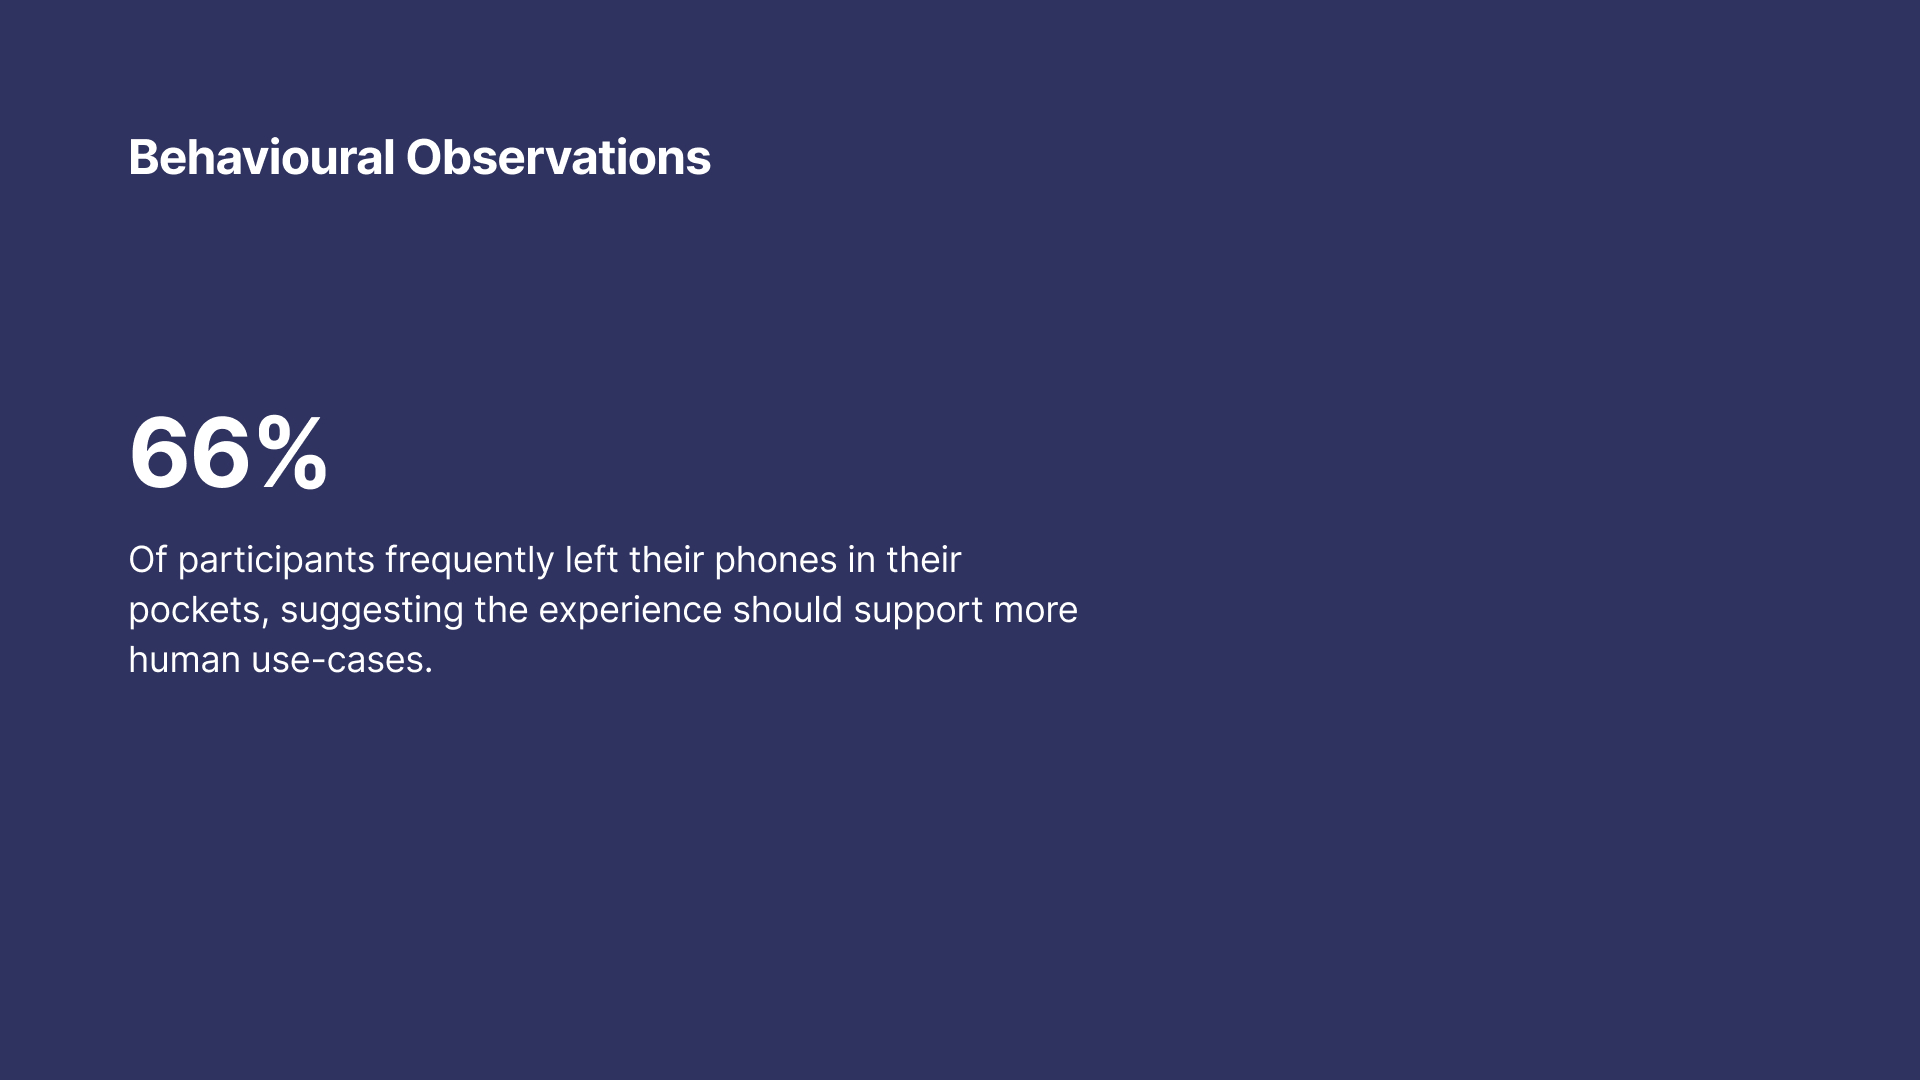 Behavioural Observations
66%
Of participants frequently left their phones in their
pockets, suggesting the experience should support more
human use-cases.